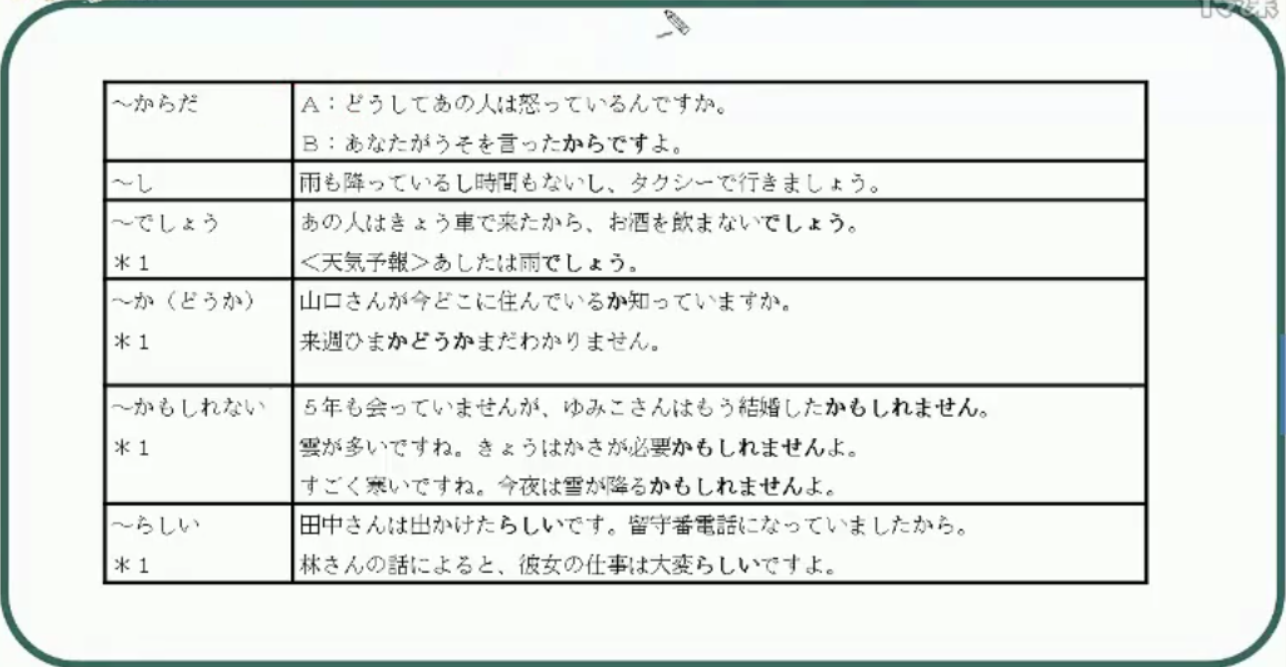 ～からだ
A：どうしてあの人は怒っているんですか。
B：あなたがうそを言ったからですよ。
～し
雨も降っているし時間もないし、タクシーで行きましょう。
～でしょう
＊1
あの人はきょう車で来たから、お酒を飲まないでしょう。
＜天気予報＞あしたは雨でしょう。
～か（どうか）
＊1
山口さんが今どこに住んでいるか知っていますか。
来週ひまかどうかまだわかりません。
～かもしれない
＊1
５年も会っていませんが、ゆみこさんはもう結婚したかもしれません。
雲が多いですね。きょうはかさが必要かもしれませんよ。
すごく寒いですね。今夜は雪が降るかもしれませんよ。
～らしい
＊1
田中さんは出かけたらしいです。留守番電話になっていましたから。
林さんの話によると、彼女の仕事は大変らしいですよ。